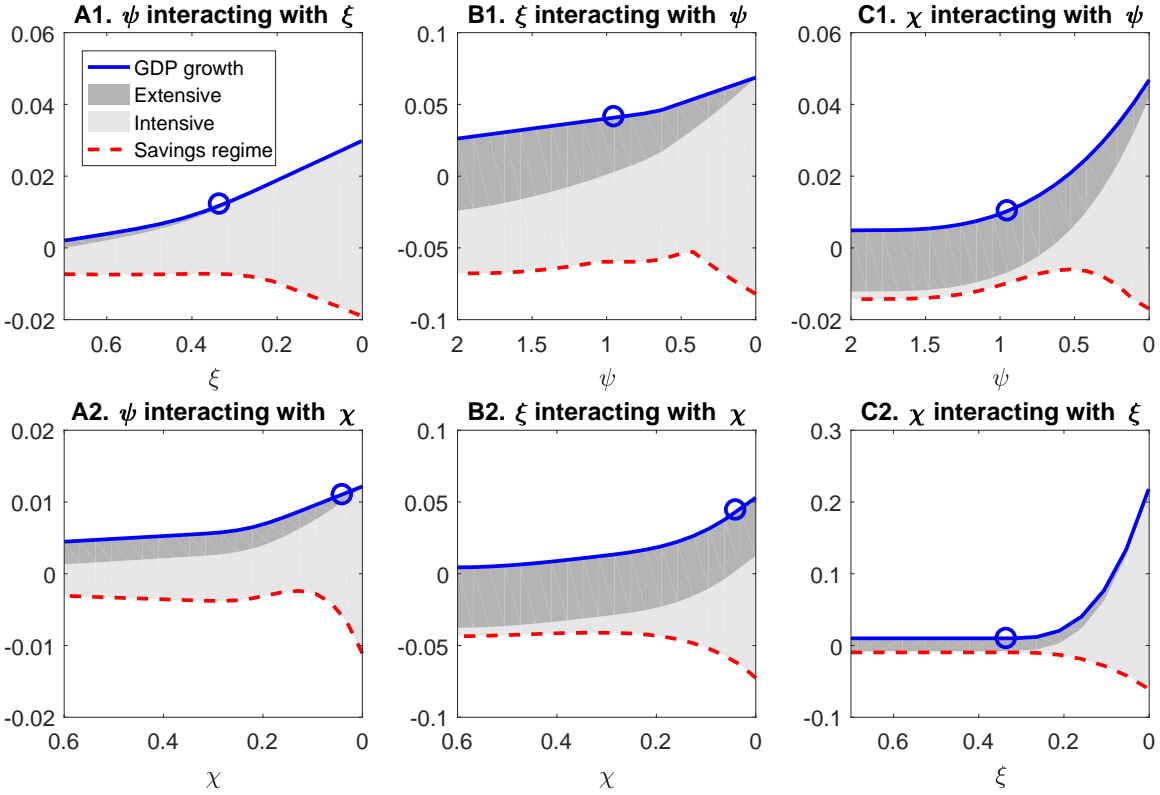 A1. ψ interacting with ξ
0.06
0.04
0.02
0
-0.02
GDP growth
Extensive
Intensive
Savings regime
0.6 0.4 0.2 0
ξ
B1. ξ interacting with ψ
0.1
0.05
0
-0.05
-0.1
2 1.5 1 0.5 0
ψ
C1. χ interacting with ψ
0.06
0.04
0.02
0
-0.02
2 1.5 1 0.5 0
ψ
A2. ψ interacting with χ
0.02
0.01
0
-0.01
-0.02
0.6 0.4 0.2 0
χ
B2. ξ interacting with χ
0.1
0.05
0
-0.05
-0.1
0.6 0.4 0.2 0
χ
C2. χ interacting with ξ
0.3
0.2
0.1
0
-0.1
0.6 0.4 0.2 0
ξ